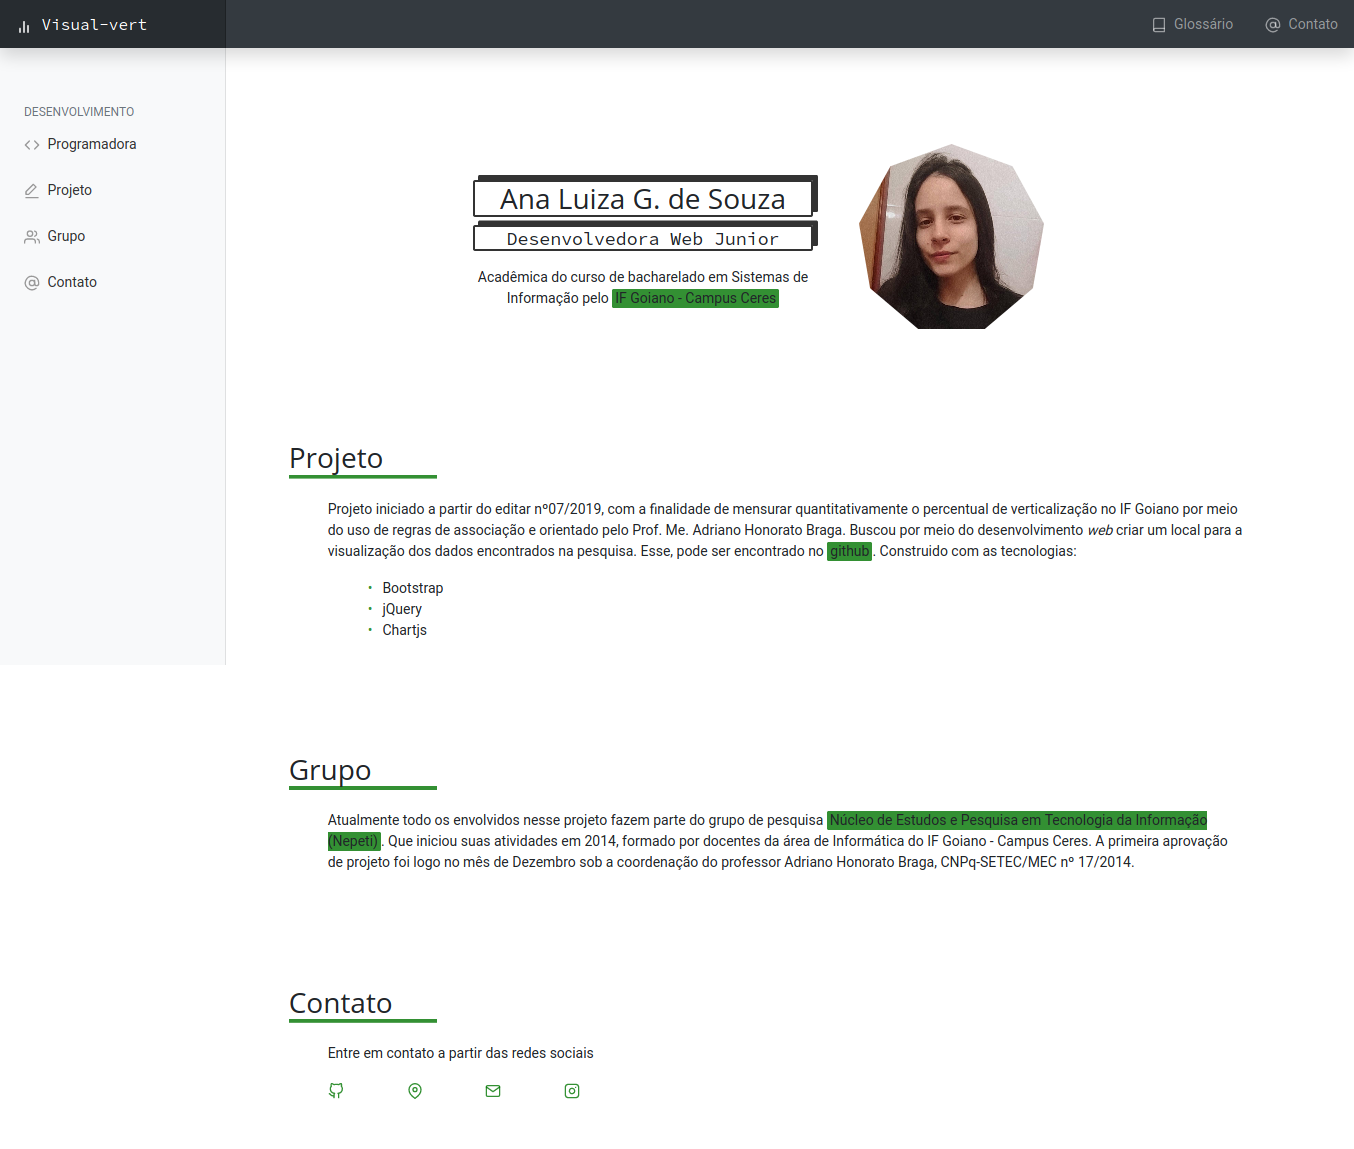 Visual-vert
Glossário
Contato
DESENVOLVIMENTO
Programadora
Projeto
Grupo
Contato
Ana Luiza G. de Souza
Desenvolvedora Web Junior
Acadêmica do curso de bacharelado em Sistemas de
Informação pelo IF Goiano - Campus Ceres
Projeto
Projeto iniciado a partir do editar nº07/2019, com a finalidade de mensurar quantitativamente o percentual de verticalização no IF Goiano por meio
do uso de regras de associação e orientado pelo Prof. Me. Adriano Honorato Braga. Buscou por meio do desenvolvimento web criar um local para a
visualização dos dados encontrados na pesquisa. Esse, pode ser encontrado no github. Construido com as tecnologias:
• Bootstrap
• jQuery
• Chartjs
Grupo
Atualmente todo os envolvidos nesse projeto fazem parte do grupo de pesquisa Núcleo de Estudos e Pesquisa em Tecnologia da Informação
(Nepeti). Que iniciou suas atividades em 2014, formado por docentes da área de Informática do IF Goiano - Campus Ceres. A primeira aprovação
de projeto foi logo no mês de Dezembro sob a coordenação do professor Adriano Honorato Braga, CNPq-SETEC/MEC nº 17/2014.
Contato
Entre em contato a partir das redes sociais